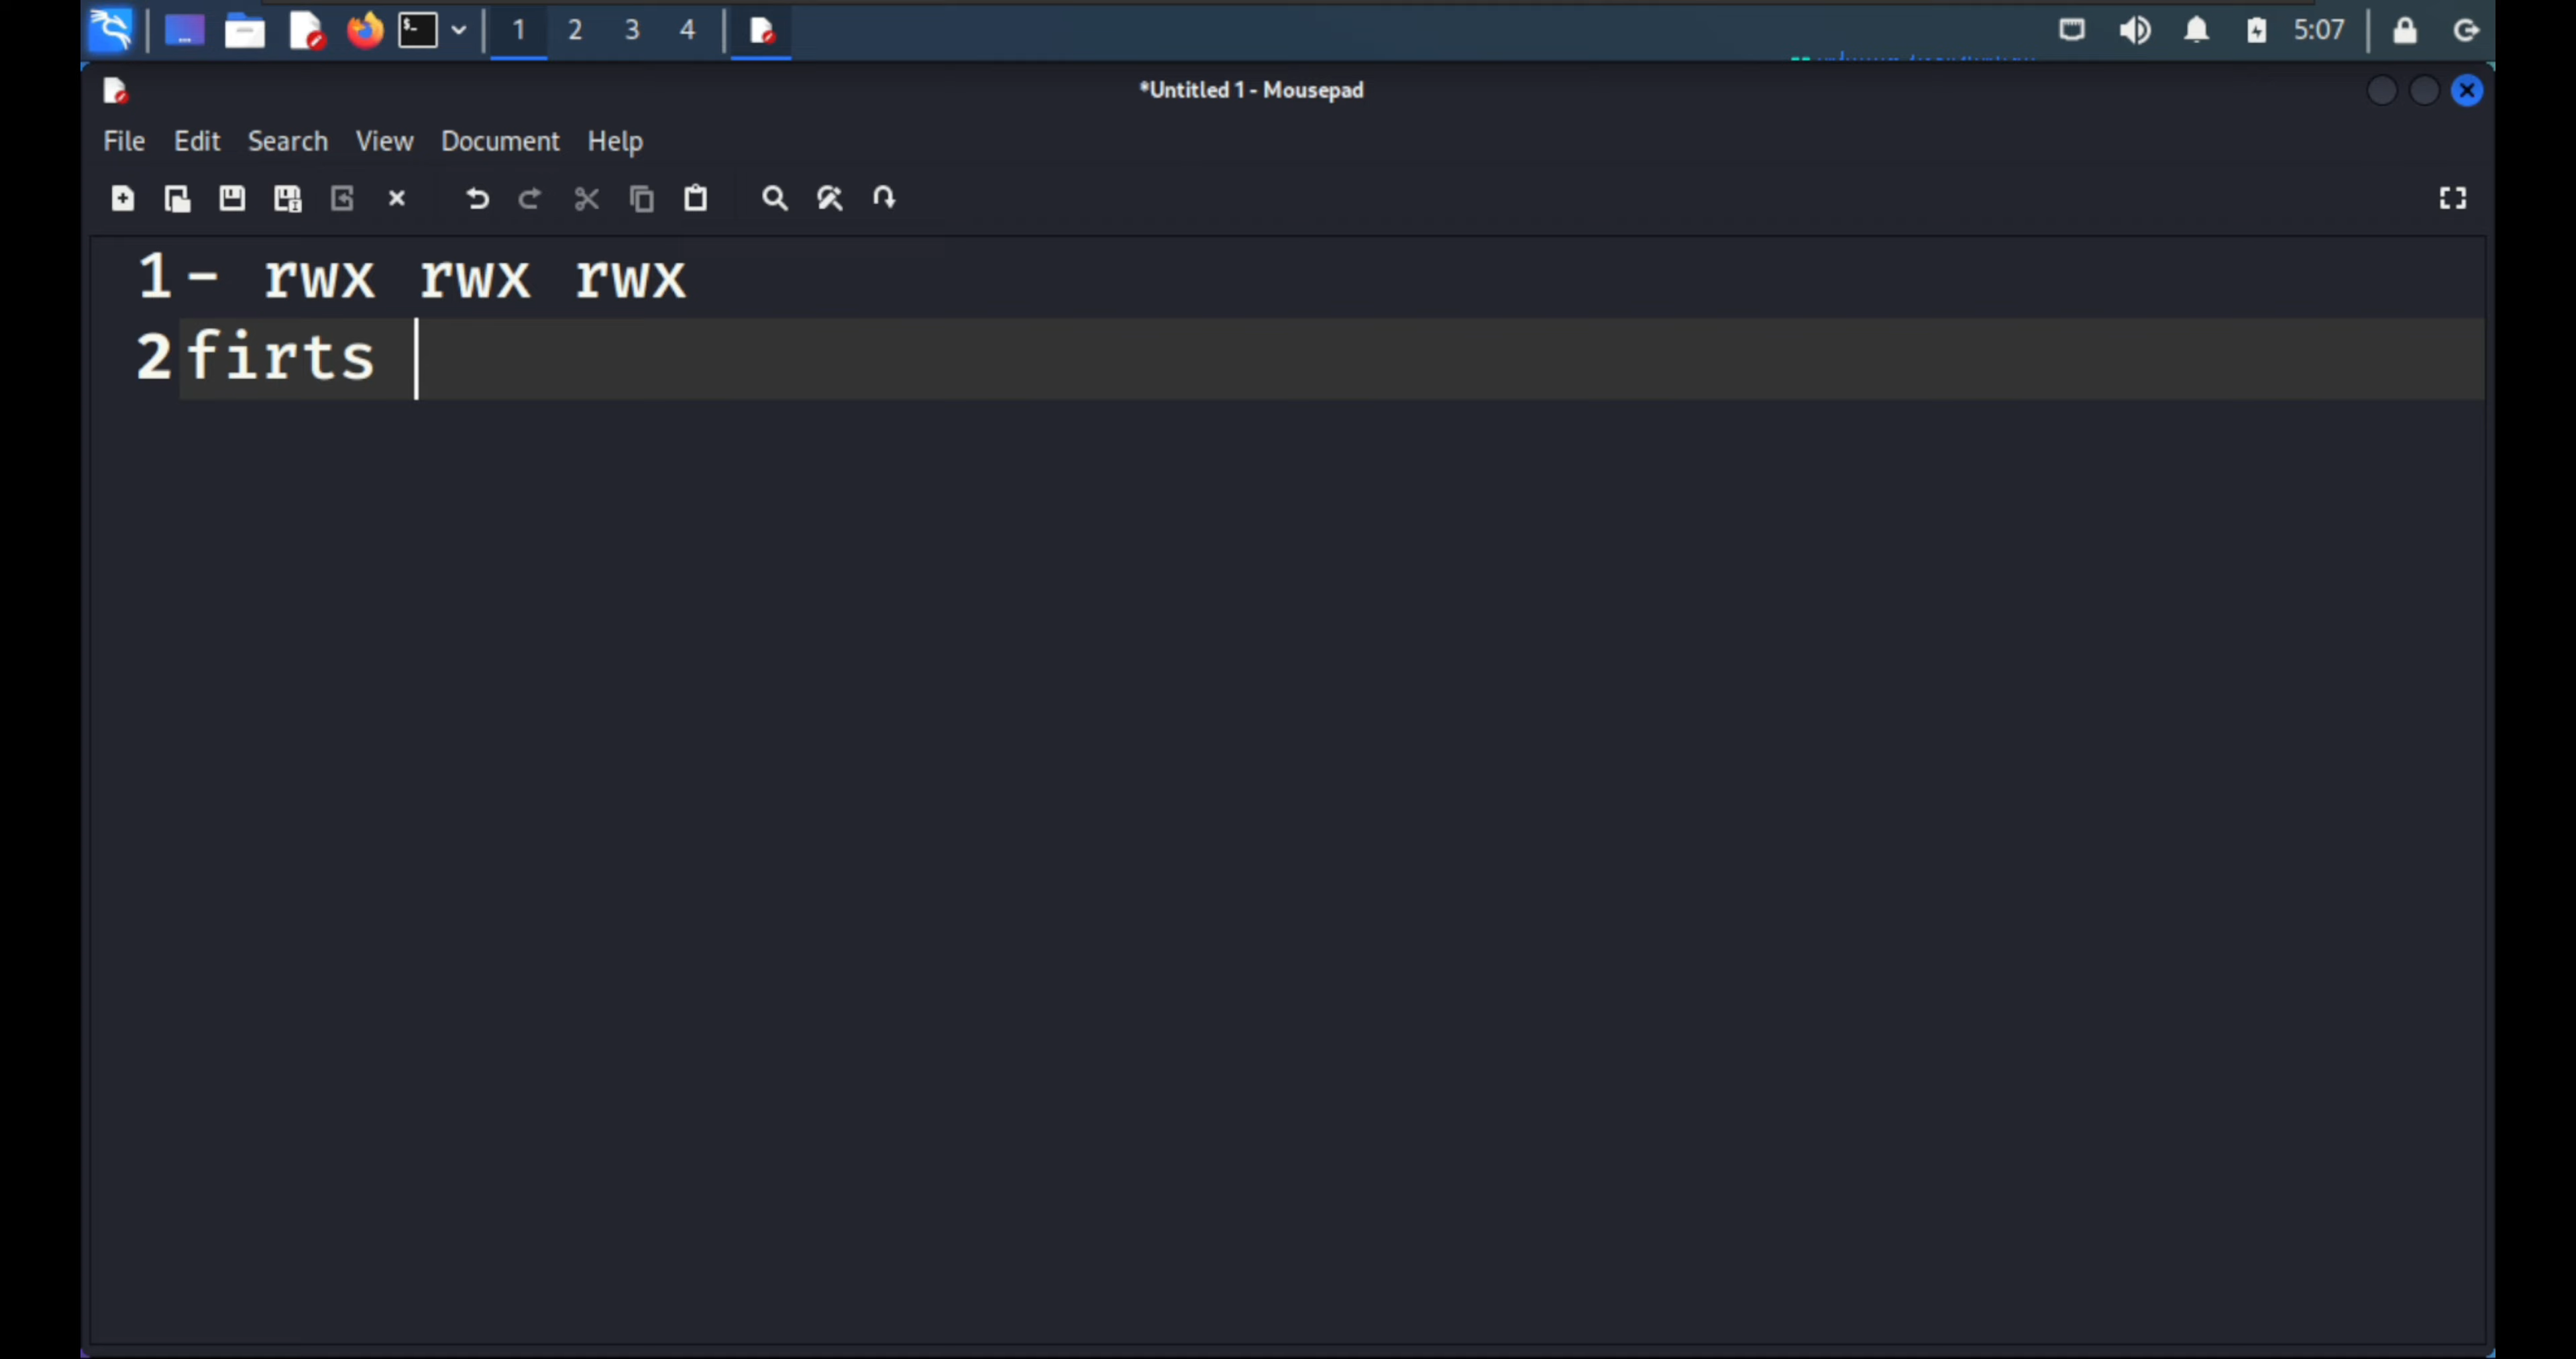 1 2 3 4 5:07
*Untitled 1 - Mousepad
File Edit Search View Document Help
1 - rwx rwx rwx
2 firts